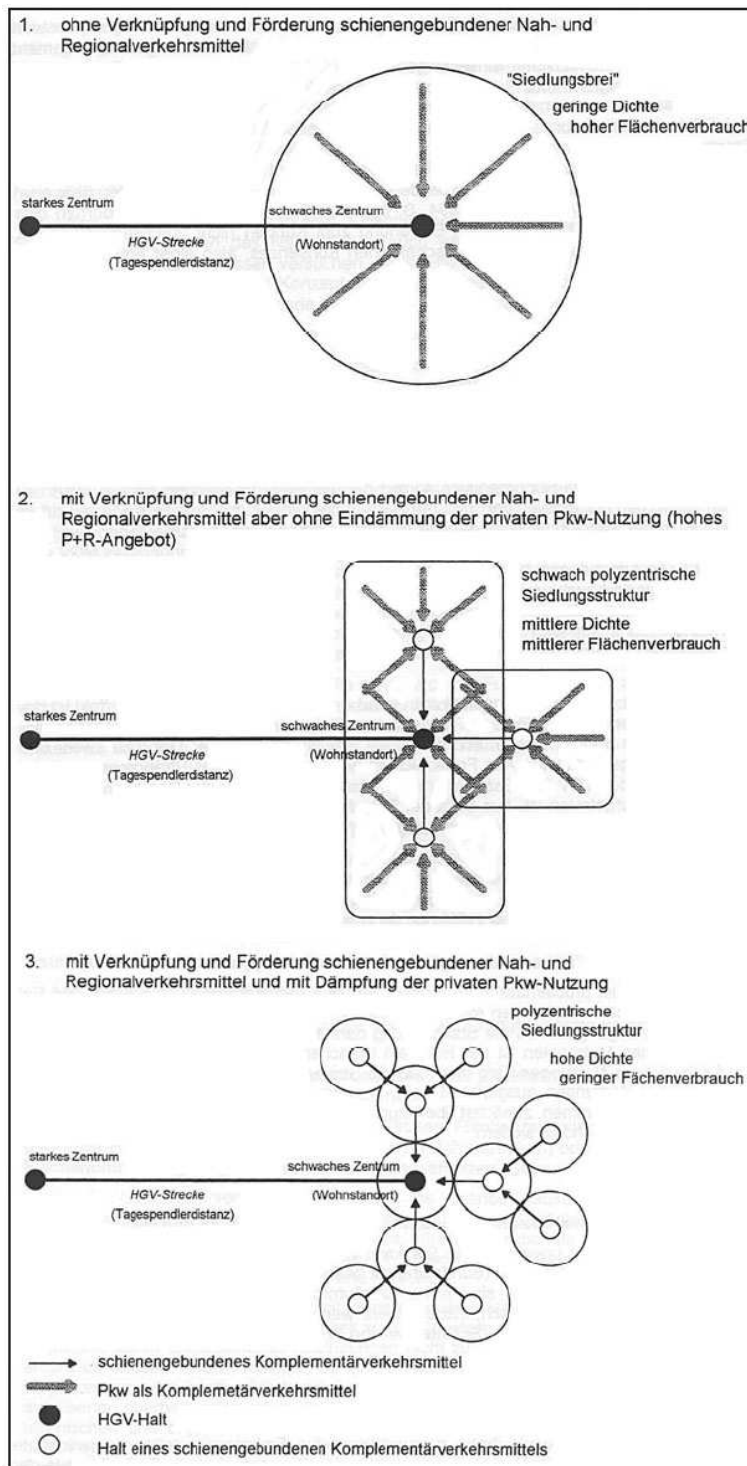 1. ohne Verknüpfung und Förderung schienengebundener Nah- und
Regionalverkehrsmittel
"Siedlungsbrei"
geringe Dichte
hoher Flächenverbrauch
starkes Zentrum
schwaches Zentrum
HGV-Strecke
(Wohnstandort)
(Tagespendlerdistanz)
2. mit Verknüpfung und Förderung schienengebundener Nah- und
Regionalverkehrsmittel aber ohne Eindämmung der privaten Pkw-Nutzung (hohes
P+R-Angebot)
schwach polyzentrische
Siedlungsstruktur
mittlere Dichte
mittlerer Flächenverbrauch
starkes Zentrum
schwaches Zentrum
HGV-Strecke
(Wohnstandort)
(Tagespendlerdistanz)
3. mit Verknüpfung und Förderung schienengebundener Nah- und
Regionalverkehrsmittel und mit Dämpfung der privaten Pkw-Nutzung
polyzentrische
Siedlungsstruktur
hohe Dichte
geringer Fächenverbrauch
starkes Zentrum
schwaches Zentrum
HGV-Strecke
(Wohnstandort)
(Tagespendlerdistanz)
schienengebundenes Komplementärverkehrsmittel
Pkw als Komplemetärverkehrsmittel
HGV-Halt
Halt eines schienengebundenen Komplementärverkehrsmittels